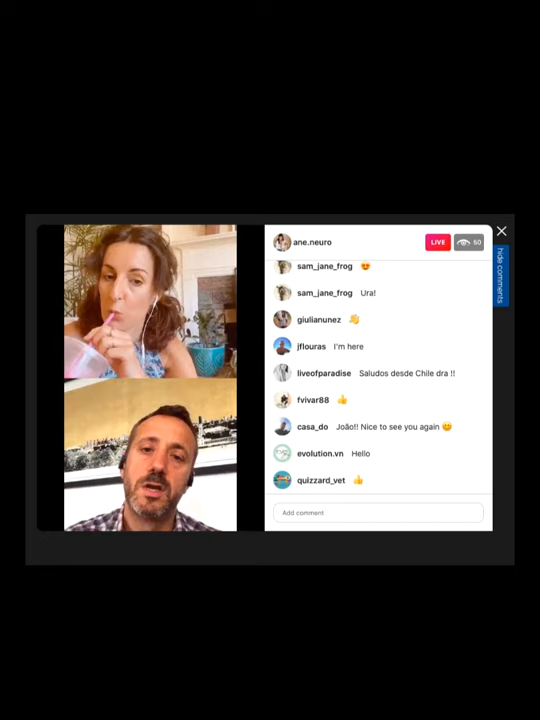 ane.neuro
LIVE
50
hide comments
sam_jane_frog 😍
sam_jane_frog Ura!
giulianunez 👋
jflouras I'm here
liveofparadise Saludos desde Chile dra !!
fvivar88 👍
casa_do João!! Nice to see you again 😊
evolution.vn Hello
quizzard_vet 👍
Add comment